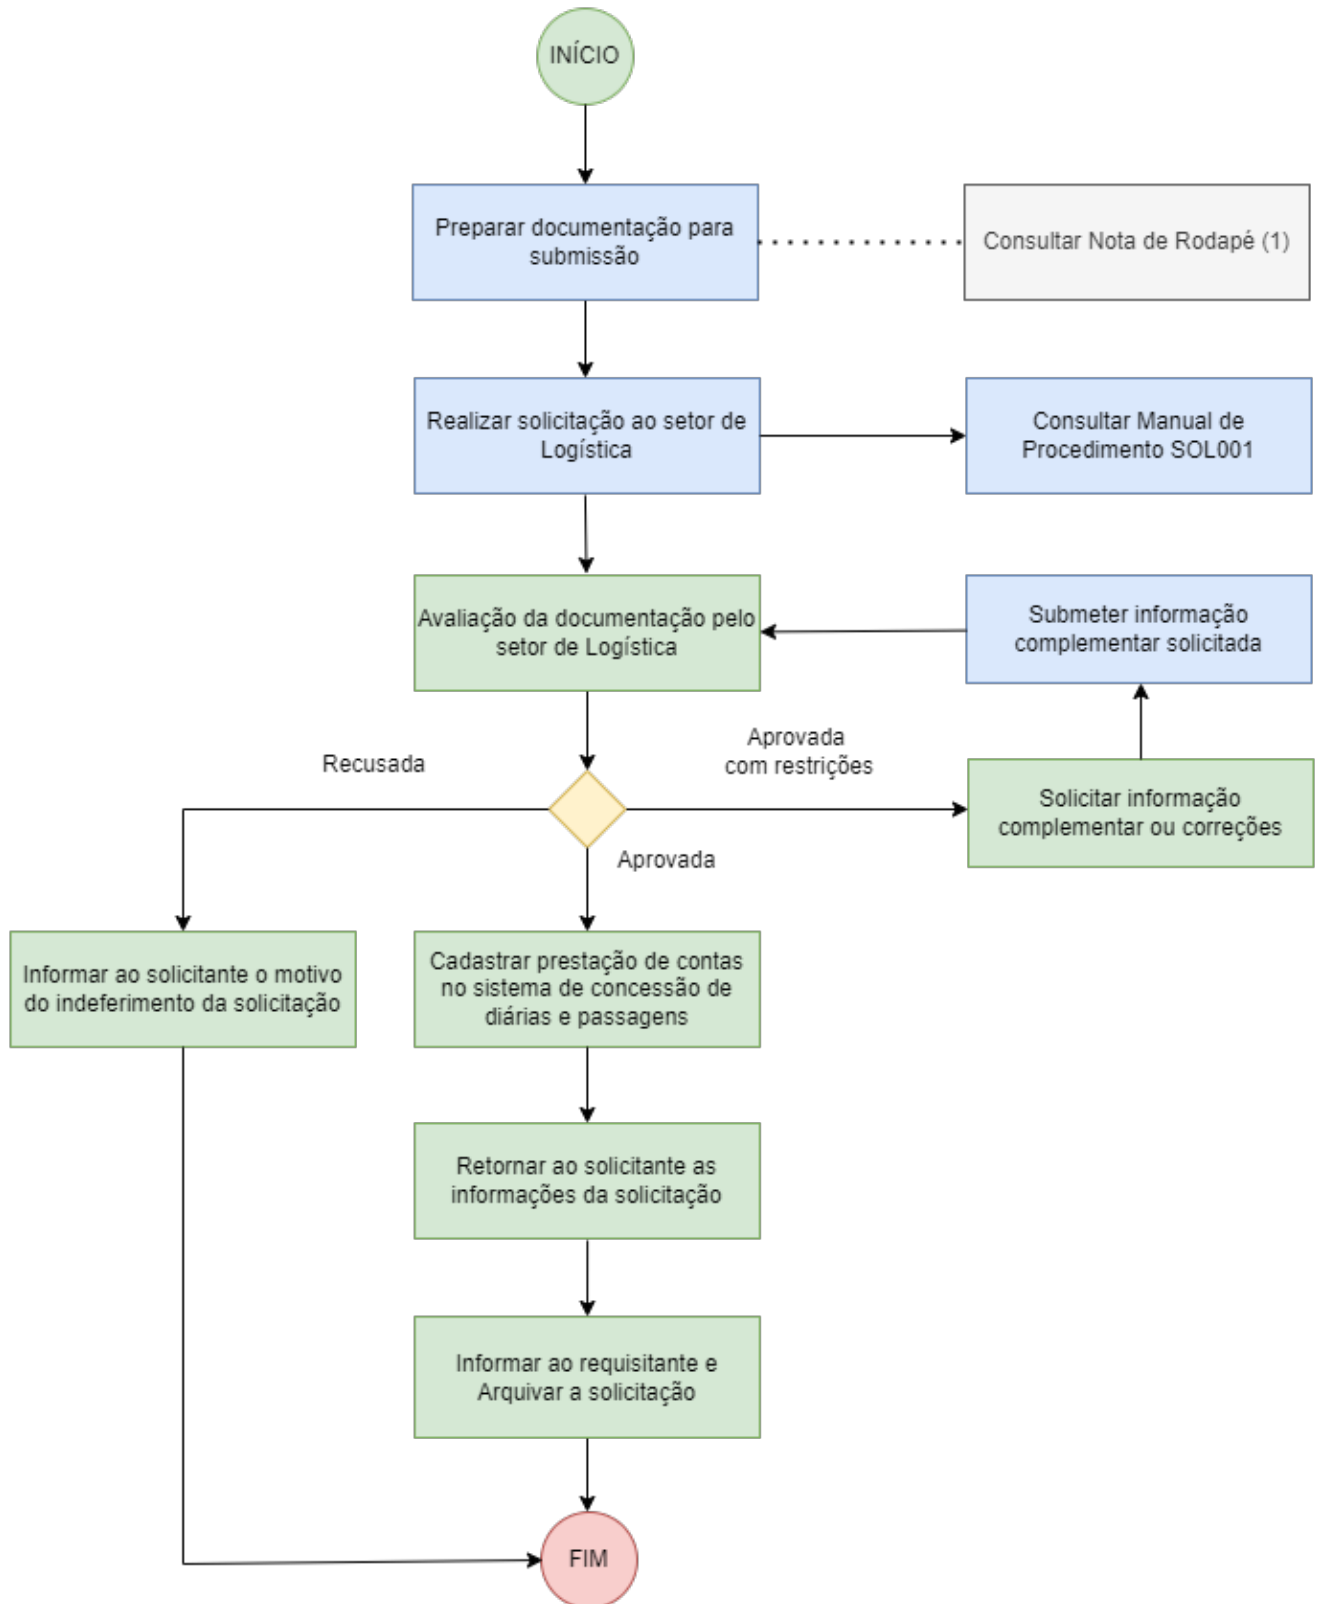 INÍCIO
Preparar documentação para
submissão
Consultar Nota de Rodapé (1)
Realizar solicitação ao setor de
Logística
Consultar Manual de
Procedimento SOL001
Avaliação da documentação pelo
setor de Logística
Submeter informação
complementar solicitada
Recusada
Aprovada
com restrições
Solicitar informação
complementar ou correções
Aprovada
Informar ao solicitante o motivo
do indeferimento da solicitação
Cadastrar prestação de contas
no sistema de concessão de
diárias e passagens
Retornar ao solicitante as
informações da solicitação
Informar ao requisitante e
Arquivar a solicitação
FIM